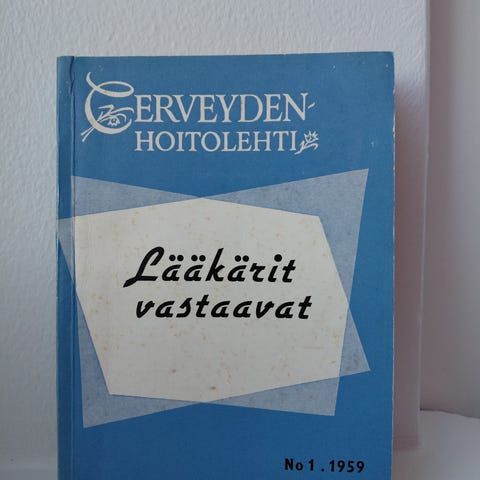 TERVEYDEN-
HOITOLEHTI
Lääkärit
vastaavat
No 1 . 1959